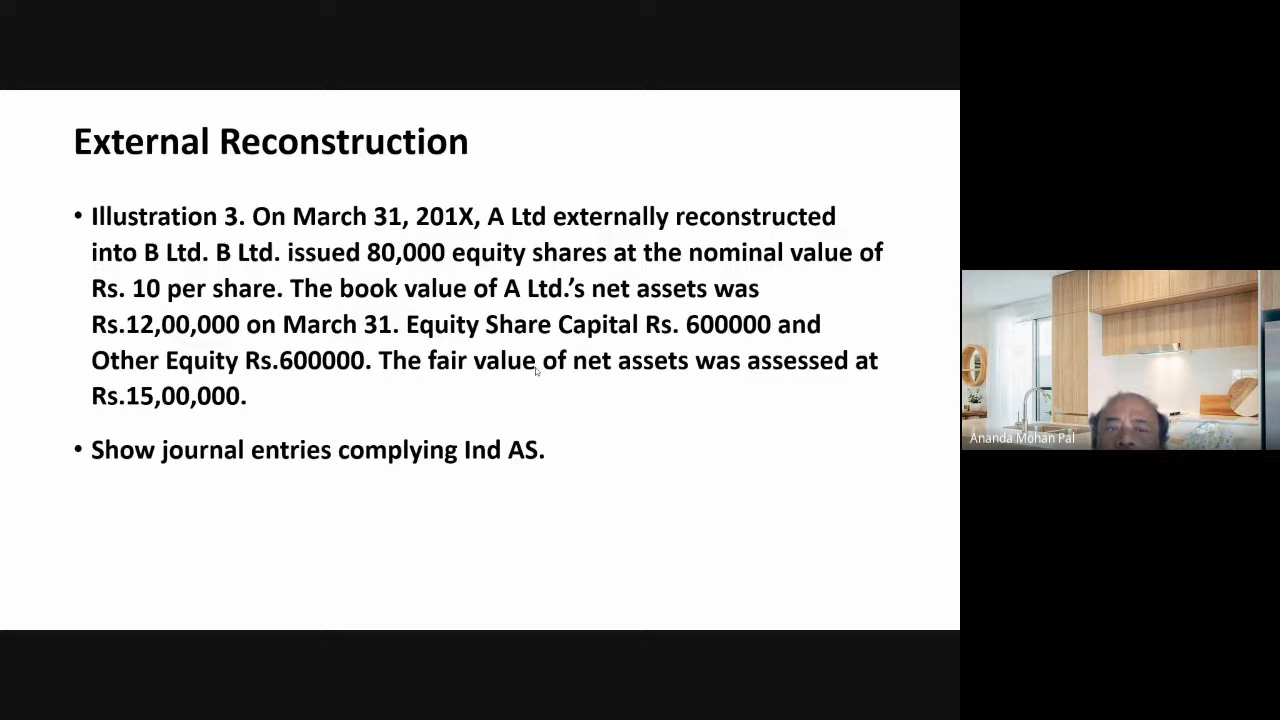 External Reconstruction
• Illustration 3. On March 31, 201X, A Ltd externally reconstructed
into B Ltd. B Ltd. issued 80,000 equity shares at the nominal value of
Rs. 10 per share. The book value of A Ltd.’s net assets was
Rs.12,00,000 on March 31. Equity Share Capital Rs. 600000 and
Other Equity Rs.600000. The fair value of net assets was assessed at
Rs.15,00,000.
• Show journal entries complying Ind AS.
Ananda Mohan Pal